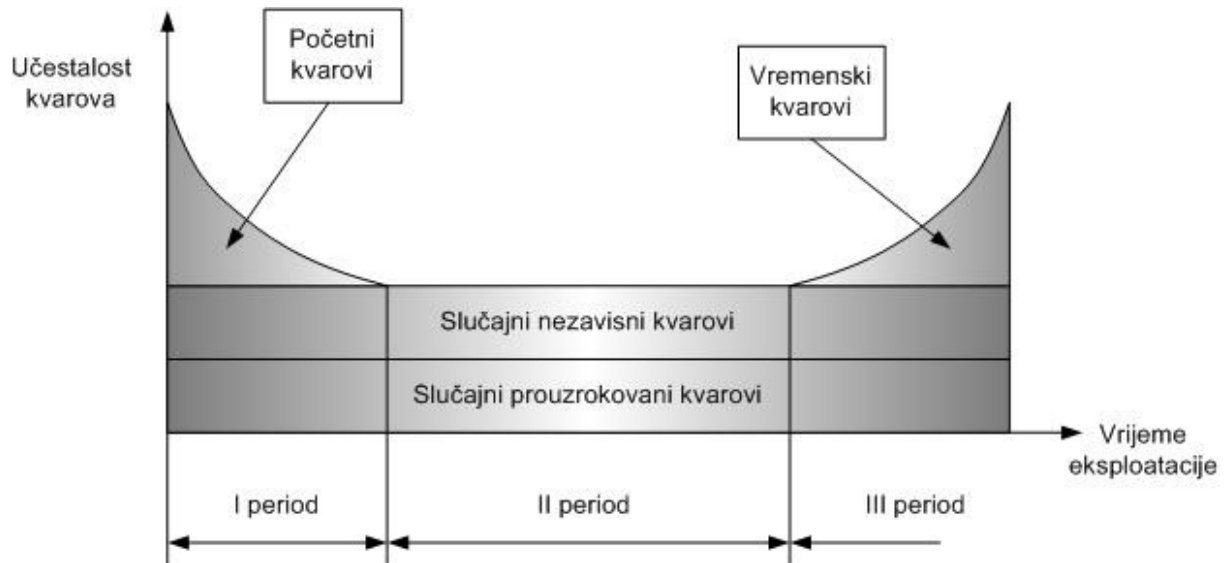 Učestalost
kvarova
Početni
kvarovi
Vremenski
kvarovi
Slučajni nezavisni kvarovi
Slučajni prouzrokovani kvarovi
Vrijeme
eksploatacije
I period
II period
III period